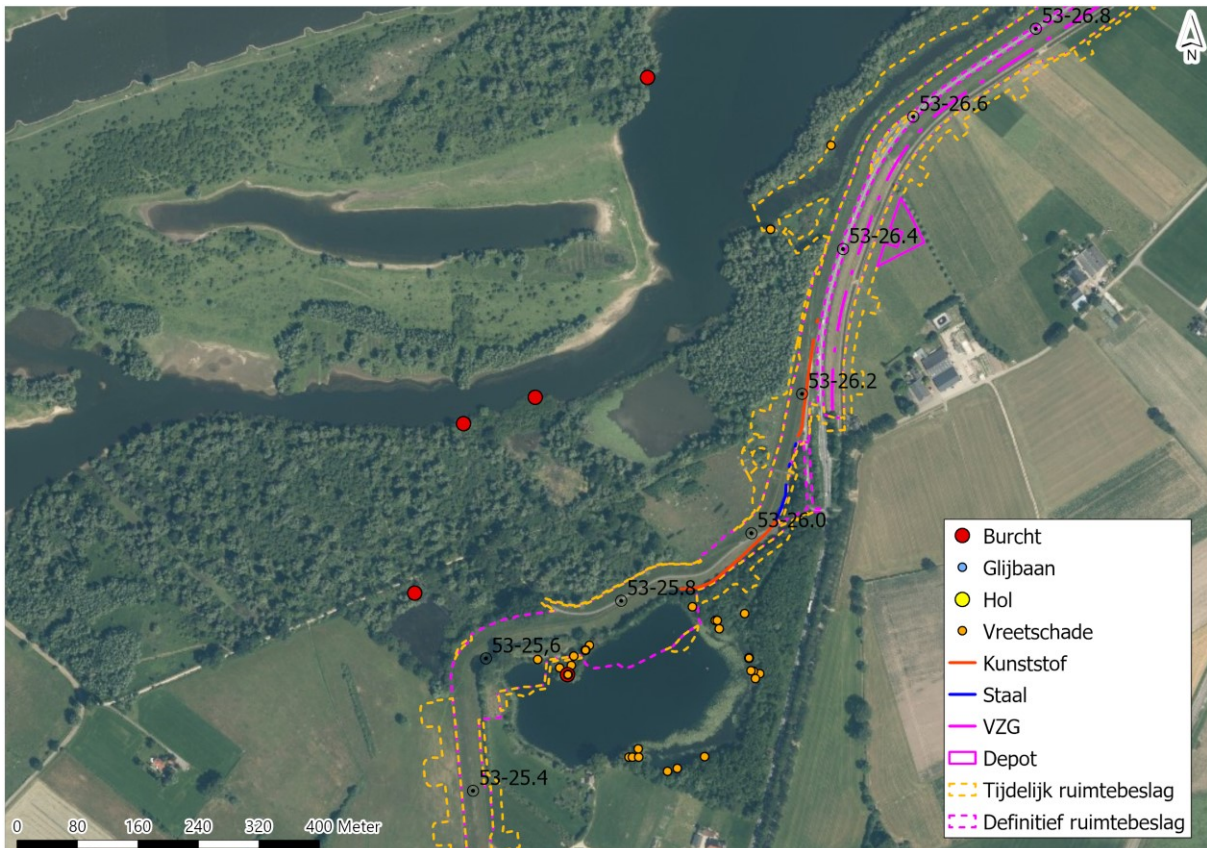 53-26.8
N
53-26.6
53-26.4
53-26.2
53-26.0
53-25.8
53-25,6
53-25.4
0 80 160 240 320 400 Meter
Burcht
Glijbaan
Hol
Vreetschade
Kunststof
Staal
VZG
Depot
Tijdelijk ruimtebeslag
Definitief ruimtebeslag